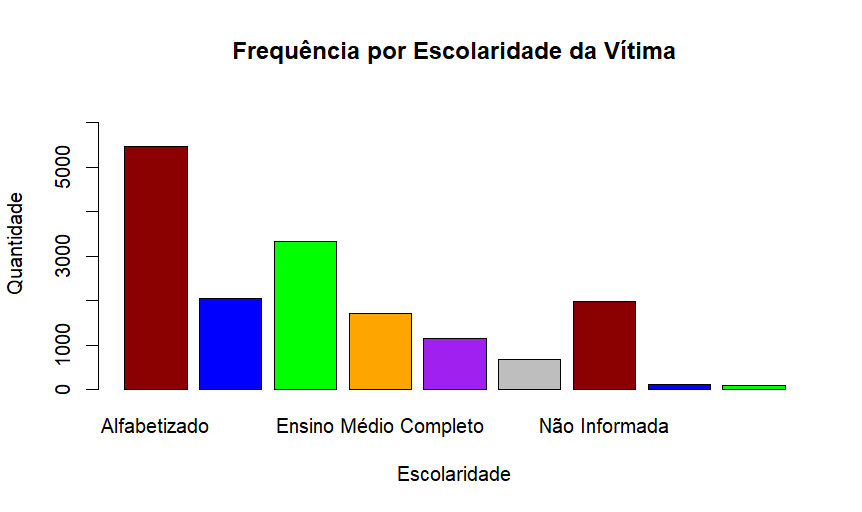 Frequência por Escolaridade da Vítima
Quantidade
5000
3000
1000
0
Alfabetizado Ensino Médio Completo Não Informada
Escolaridade